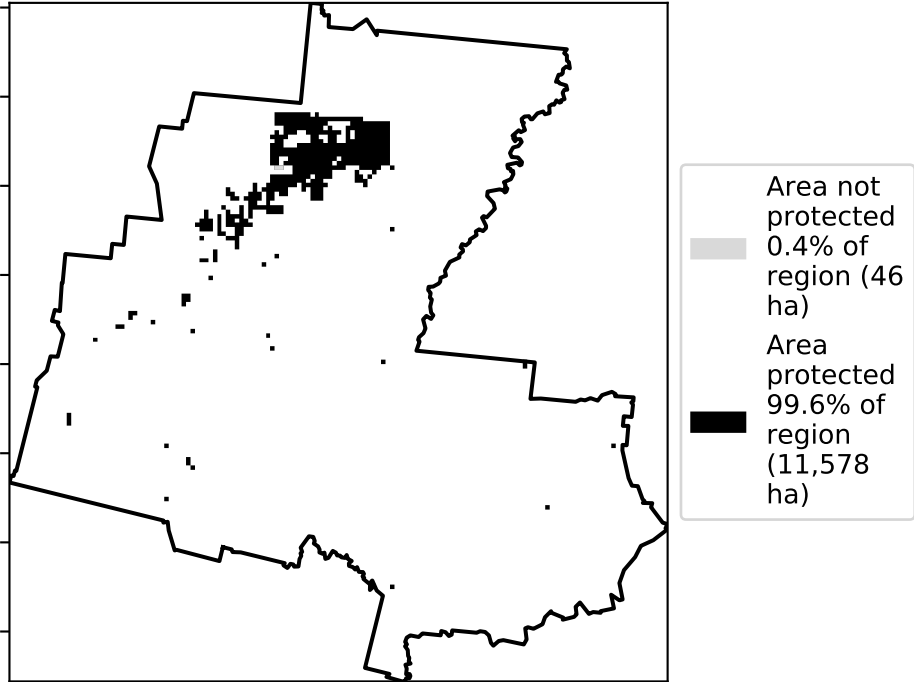 Area not
protected
0.4% of
region (46
ha)
Area
protected
99.6% of
region
(11,578
ha)